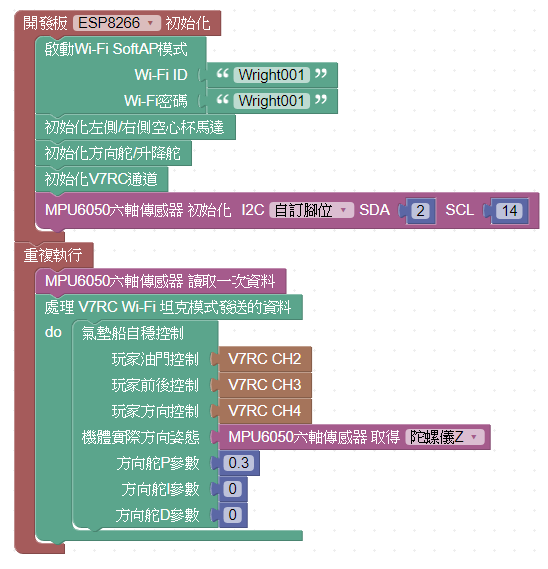 開發板 ESP8266 初始化
啟動Wi-Fi SoftAP模式
Wi-Fi ID “ Wright001 ”
Wi-Fi密碼 “ Wright001 ”
初始化左側/右側空心杯馬達
初始化方向舵/升降舵
初始化V7RC通道
MPU6050六軸傳感器 初始化 I2C 自訂腳位 SDA 2 SCL 14
重複執行
MPU6050六軸傳感器 讀取一次資料
處理 V7RC Wi-Fi 坦克模式發送的資料
do 氣墊船自穩控制
玩家油門控制 V7RC CH2
玩家前後控制 V7RC CH3
玩家方向控制 V7RC CH4
機體實際方向姿態 MPU6050六軸傳感器 取得 陀螺儀Z
方向舵P參數 0.3
方向舵I參數 0
方向舵D參數 0